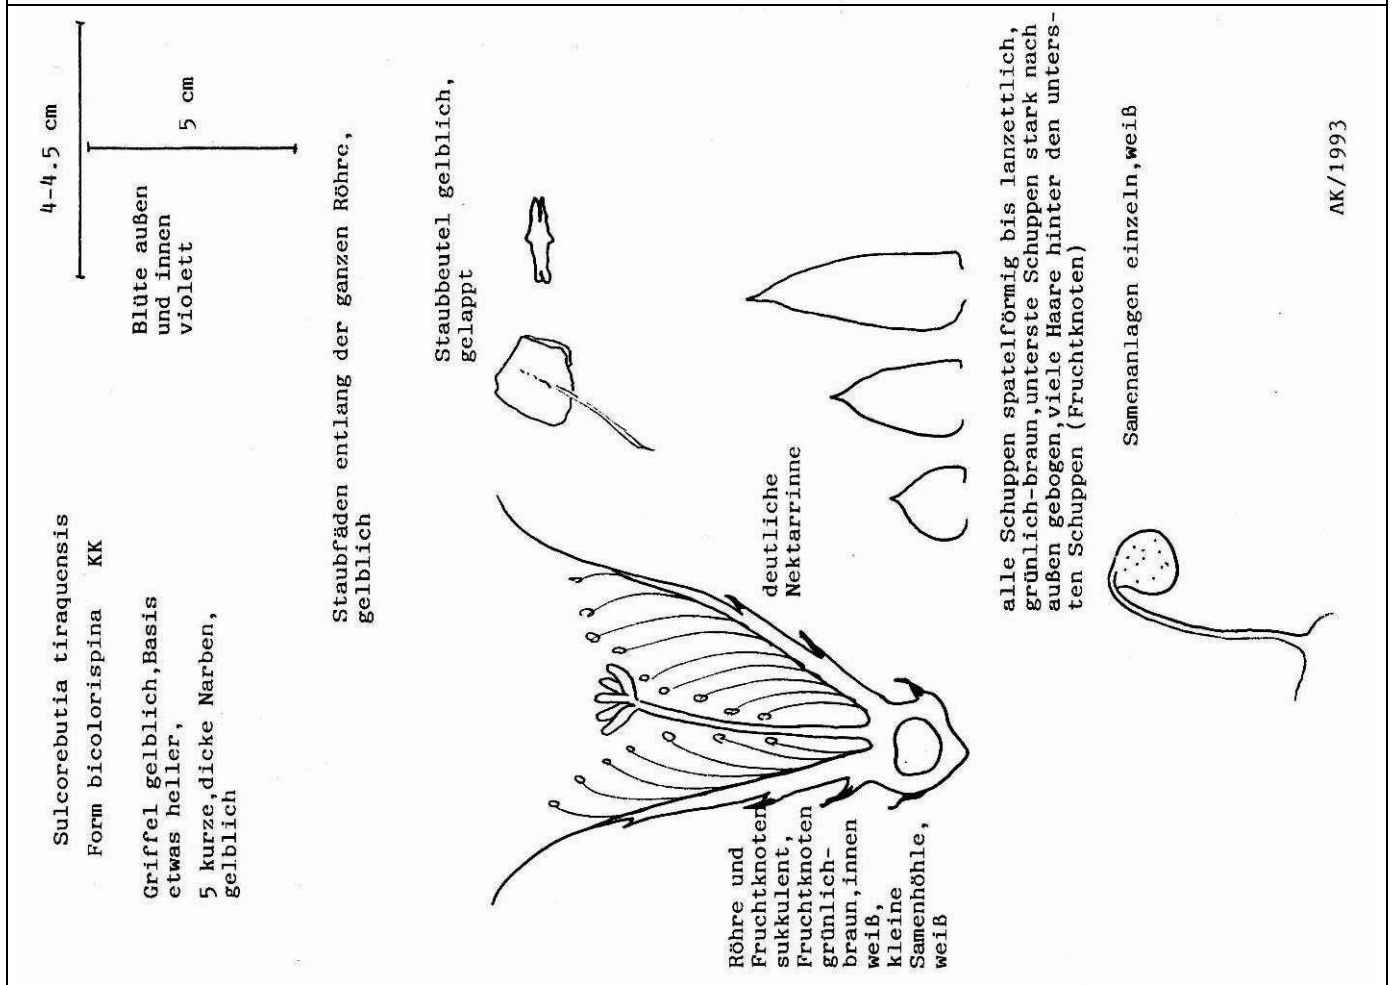 Sulcorebutia tiraquensis
Form bicolorispina   KK
Griffel gelblich,Basis
etwas heller,
5 kurze,dicke Narben,
gelblich
4-4.5 cm
5 cm
Blüte außen
und innen
violett
Staubfäden entlang der ganzen Röhre,
gelblich
Staubbeutel gelblich,
gelappt
Röhre und
Fruchtknoten
sukkulent,
Fruchtknoten
grünlich-
braun,innen
weiß,
kleine
Samenhöhle,
weiß
deutliche
Nektarrinne
alle Schuppen spatelförmig bis lanzettlich,
grünlich-braun,unterste Schuppen stark nach
außen gebogen,viele Haare hinter den unters-
ten Schuppen (Fruchtknoten)
Samenanlagen einzeln,weiß
AK/1993